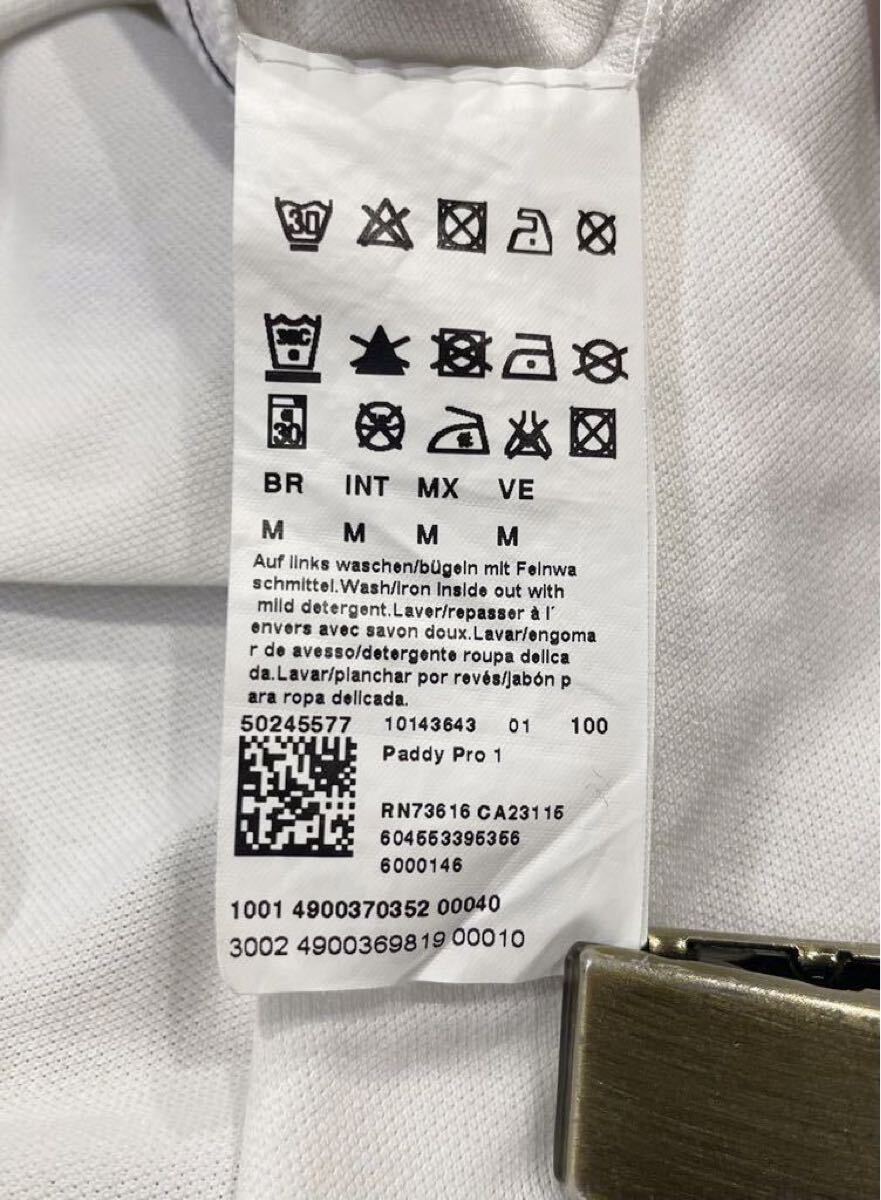 30
30C
30
BR INT MX VE
M M M M
Auf links waschen/bügeln mit Feinwa
schmittel.Wash/Iron Inside out with
mild detergent.Laver/repasser à l´
envers avec savon doux.Lavar/engoma
r de avesso/detergente roupa delica
da.Lavar/planchar por revés/jabón p
ara ropa delicada.
50245577 10143643 01 100
Paddy Pro 1
RN73616 CA23115
604553395356
6000146
1001 4900370352 00040
3002 4900369819 00010